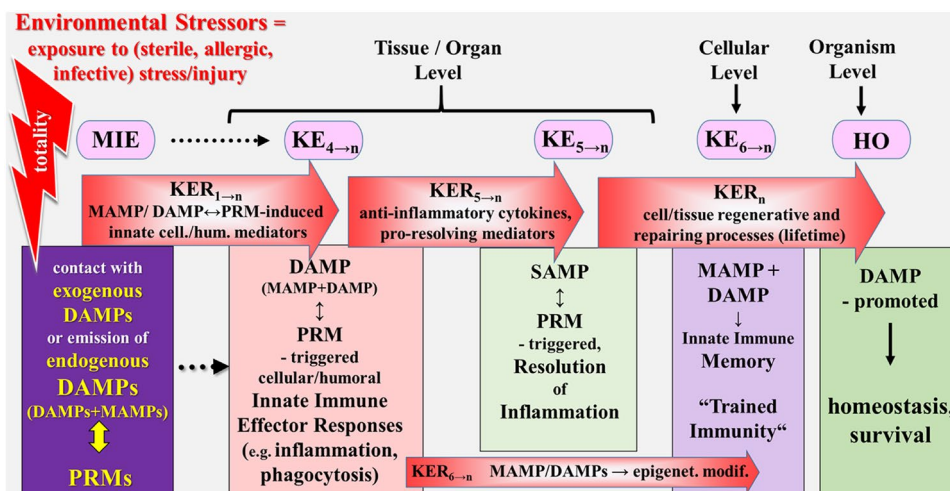 Environmental Stressors =
exposure to (sterile, allergic,
infective) stress/injury
totality
Tissue / Organ
Level
Cellular
Level
Organism
Level
MIE
KE4→n
KE5→n
KE6→n
HO
KER1→n
MAMP/ DAMP↔PRM-induced
innate cell./hum. mediators
KER5→n
anti-inflammatory cytokines,
pro-resolving mediators
KERn
cell/tissue regenerative and
repairing processes (lifetime)
contact with
exogenous
DAMPs
or emission of
endogenous
DAMPs
(DAMPs+MAMPs)
PRMs
DAMP
(MAMP+DAMP)
↕
PRM
- triggered
cellular/humoral
Innate Immune
Effector Responses
(e.g. inflammation,
phagocytosis)
SAMP
↕
PRM
- triggered,
Resolution
of
Inflammation
MAMP +
DAMP
↓
Innate Immune
Memory
“Trained
Immunity“
DAMP
- promoted
homeostasis,
survival
KER6→n MAMP/DAMPs → epigenet. modif.